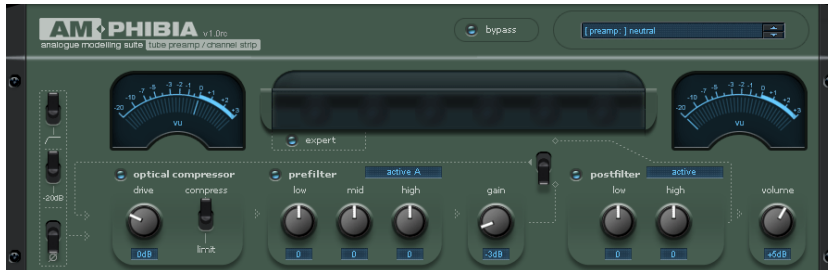 AMPHIBIA v1.0rc
analogue modelling suite tube preamp / channel strip
bypass
[ preamp: ] neutral
-20 -10 -7 -5 -3 -2 -1 0 +1 +2 +3
vu
-20 -10 -7 -5 -3 -2 -1 0 +1 +2 +3
vu
expert
-20dB
Ø
optical compressor
drive
compress
limit
0dB
prefilter
active A
low
mid
high
0
0
0
gain
-3dB
postfilter
active
low
high
0
0
volume
+5dB